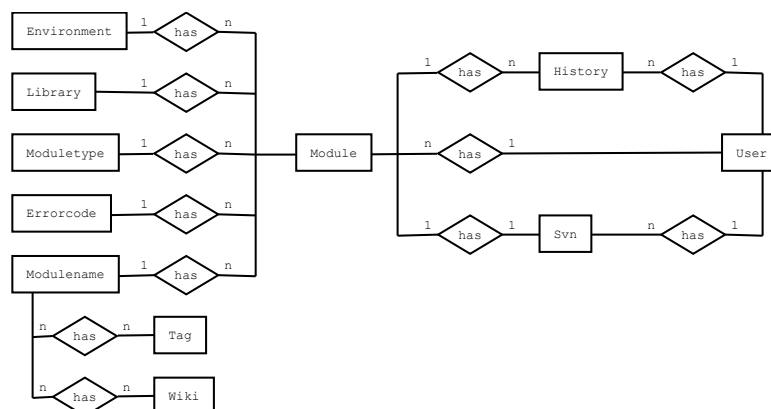 Environment 1 has n
Library 1 has n
1 has n History n has 1
Moduletype 1 has n Module n has 1 User
Errorcode 1 has n
1 has 1 Svn n has 1
Modulename 1 has n
n has n Tag
n has n Wiki